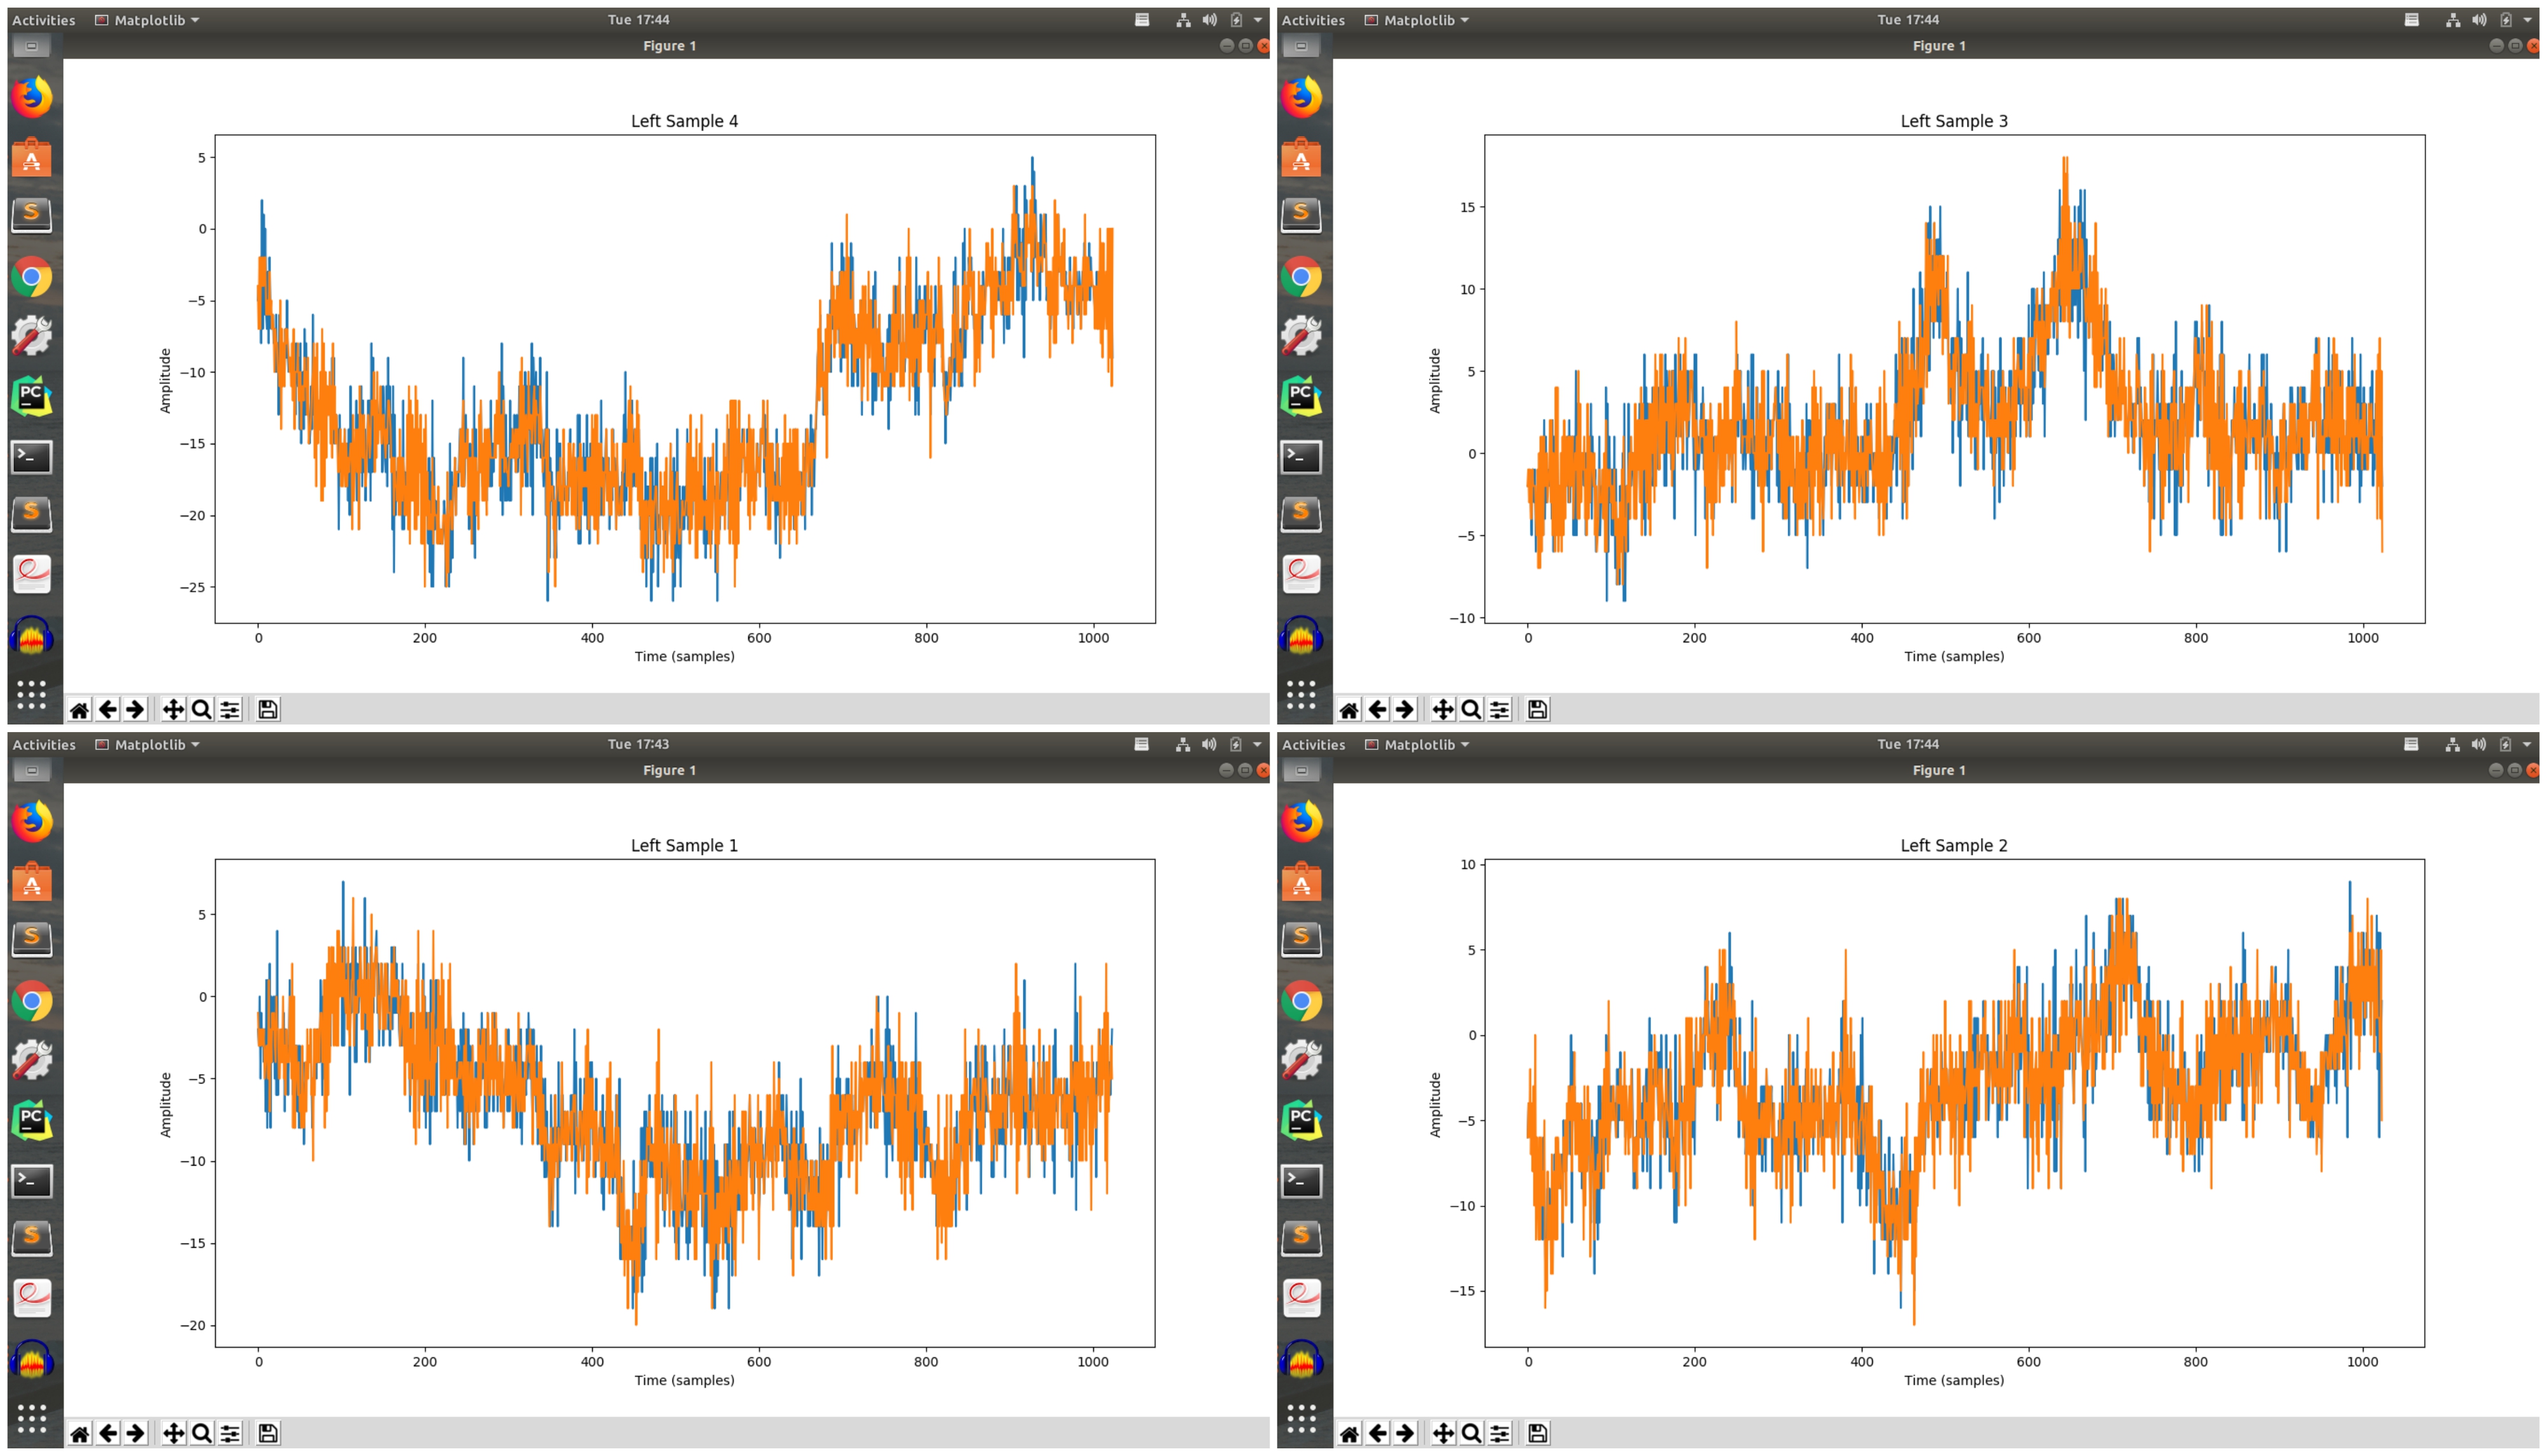 Activities Matplotlib Tue 17:44
Figure 1
Left Sample 4
5
0
−5
−10
−15
−20
−25
Amplitude
0 200 400 600 800 1000
Time (samples)
Activities Matplotlib Tue 17:44
Figure 1
Left Sample 3
15
10
5
0
−5
−10
Amplitude
0 200 400 600 800 1000
Time (samples)
Activities Matplotlib Tue 17:43
Figure 1
Left Sample 1
5
0
−5
−10
−15
−20
Amplitude
0 200 400 600 800 1000
Time (samples)
Activities Matplotlib Tue 17:44
Figure 1
Left Sample 2
10
5
0
−5
−10
−15
Amplitude
0 200 400 600 800 1000
Time (samples)
A
S
PC
>_
S
A
S
PC
>_
S
A
S
PC
>_
S
A
S
PC
>_
S